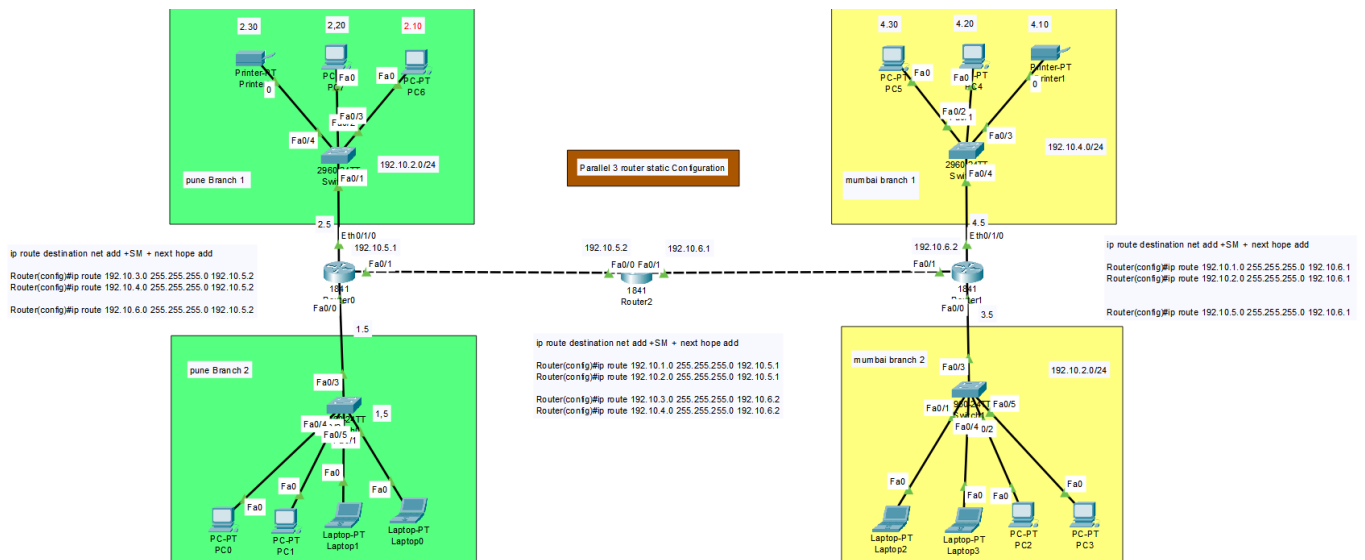 2.30
2,20
2.10
4.30
4.20
4.10
Printer-PT
PC-PT
PC6
Fa0
Fa0
0
Fa0/3
Fa0/4
Fa0/1
192.10.2.0/24
pune Branch 1
2.5
Eth0/1/0
PC-PT
PC5
Printer-PT
Printer1
Fa0
Fa0
0
Fa0/2
Fa0/3
Fa0/4
192.10.4.0/24
mumbai branch 1
4.5
Eth0/1/0
Parallel 3 router static Configuration
ip route destination net add +SM + next hope add
Router(config)#ip route 192.10.3.0 255.255.255.0 192.10.5.2
Router(config)#ip route 192.10.4.0 255.255.255.0 192.10.5.2
Router(config)#ip route 192.10.6.0 255.255.255.0 192.10.5.2
192.10.5.1
Fa0/1
1841
Router0
Fa0/0
192.10.5.2
192.10.6.1
Fa0/0 Fa0/1
1841
Router2
192.10.6.2
Fa0/1
1841
Router1
Fa0/0
ip route destination net add +SM + next hope add
Router(config)#ip route 192.10.1.0 255.255.255.0 192.10.6.1
Router(config)#ip route 192.10.2.0 255.255.255.0 192.10.6.1
Router(config)#ip route 192.10.5.0 255.255.255.0 192.10.6.1
1.5
3.5
ip route destination net add +SM + next hope add
Router(config)#ip route 192.10.1.0 255.255.255.0 192.10.5.1
Router(config)#ip route 192.10.2.0 255.255.255.0 192.10.5.1
Router(config)#ip route 192.10.3.0 255.255.255.0 192.10.6.2
Router(config)#ip route 192.10.4.0 255.255.255.0 192.10.6.2
pune Branch 2
Fa0/3
1,5
Fa0/4
Fa0/5
Fa0
Fa0
Fa0
Fa0
PC-PT
PC0
PC-PT
PC1
Laptop-PT
Laptop1
Laptop-PT
Laptop0
mumbai branch 2
Fa0/3
192.10.2.0/24
Fa0/1
Fa0/5
Fa0/4
Fa0
Fa0
Fa0
Fa0
Laptop-PT
Laptop2
Laptop-PT
Laptop3
PC-PT
PC2
PC-PT
PC3